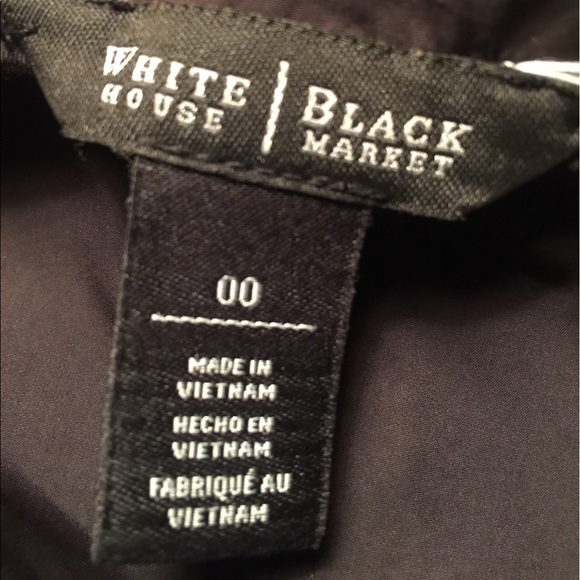 WHITE HOUSE | BLACK MARKET
00
MADE IN
VIETNAM
HECHO EN
VIETNAM
FABRIQUÉ AU
VIETNAM